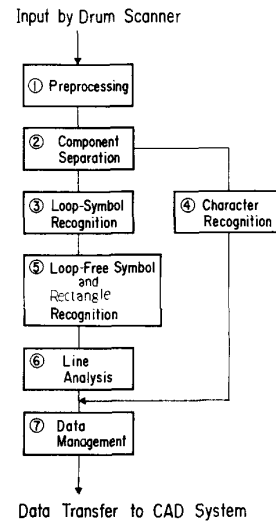 Input by Drum Scanner
① Preprocessing
② Component
Separation
③ Loop-Symbol
Recognition
④ Character
Recognition
⑤ Loop-Free Symbol
and
Rectangle
Recognition
⑥ Line
Analysis
⑦ Data
Management
Data Transfer to CAD System